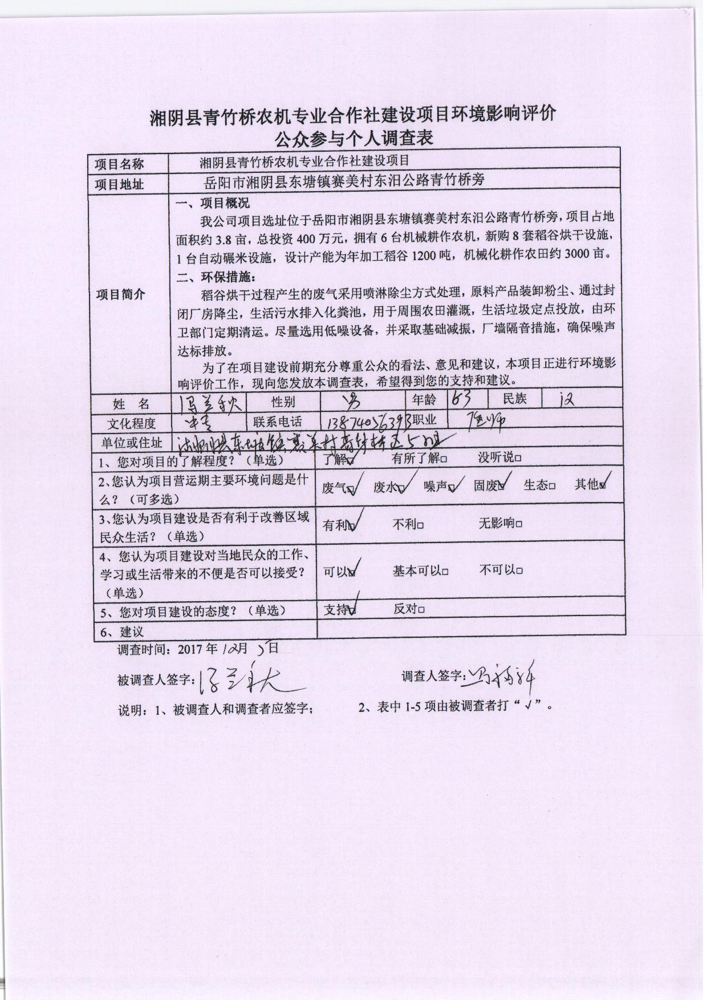 湘阴县青竹桥农机专业合作社建设项目环境影响评价
公众参与个人调查表
项目名称 湘阴县青竹桥农机专业合作社建设项目
项目地址 岳阳市湘阴县东塘镇赛美村东汨公路青竹桥旁
项目简介
一、项目概况
我公司项目选址位于岳阳市湘阴县东塘镇赛美村东汨公路青竹桥旁，项目占地
面积约 3.8 亩，总投资 400 万元，拥有 6 台机械耕作农机，新购 8 套稻谷烘干设施，
1 台自动碾米设施，设计产能为年加工稻谷 1200 吨，机械化耕作农田约 3000 亩。
二、环保措施：
稻谷烘干过程产生的废气采用喷淋除尘方式处理，原料产品装卸粉尘、通过封
闭厂房降尘，生活污水排入化粪池，用于周围农田灌溉，生活垃圾定点投放，由环
卫部门定期清运。尽量选用低噪设备，并采取基础减振，厂墙隔音措施，确保噪声
达标排放。
为了在项目建设前期充分尊重公众的看法、意见和建议，本项目正进行环境影
响评价工作，现向您发放本调查表，希望得到您的支持和建议。
姓 名 冯兰秋 性别 男 年龄 63 民族 汉
文化程度 联系电话 13874056393 职业
单位或住址 东塘镇赛美村青竹桥
1、您对项目的了解程度？（单选） 了解☑ 有所了解□ 没听说□
2、您认为项目营运期主要环境问题是什
么？（可多选） 废气☑ 废水☑ 噪声☑ 固废☑ 生态□ 其他☑
3、您认为项目建设是否有利于改善区域
民众生活？（单选） 有利☑ 不利□ 无影响□
4、您认为项目建设对当地民众的工作、
学习或生活带来的不便是否可以接受？
（单选） 可以☑ 基本可以□ 不可以□
5、您对项目建设的态度？（单选） 支持☑ 反对□
6、建议
调查时间：2017 年 12月 5日
被调查人签字：冯兰秋 调查人签字：冯福祥
说明：1、被调查人和调查者应签字； 2、表中 1-5 项由被调查者打“√”。